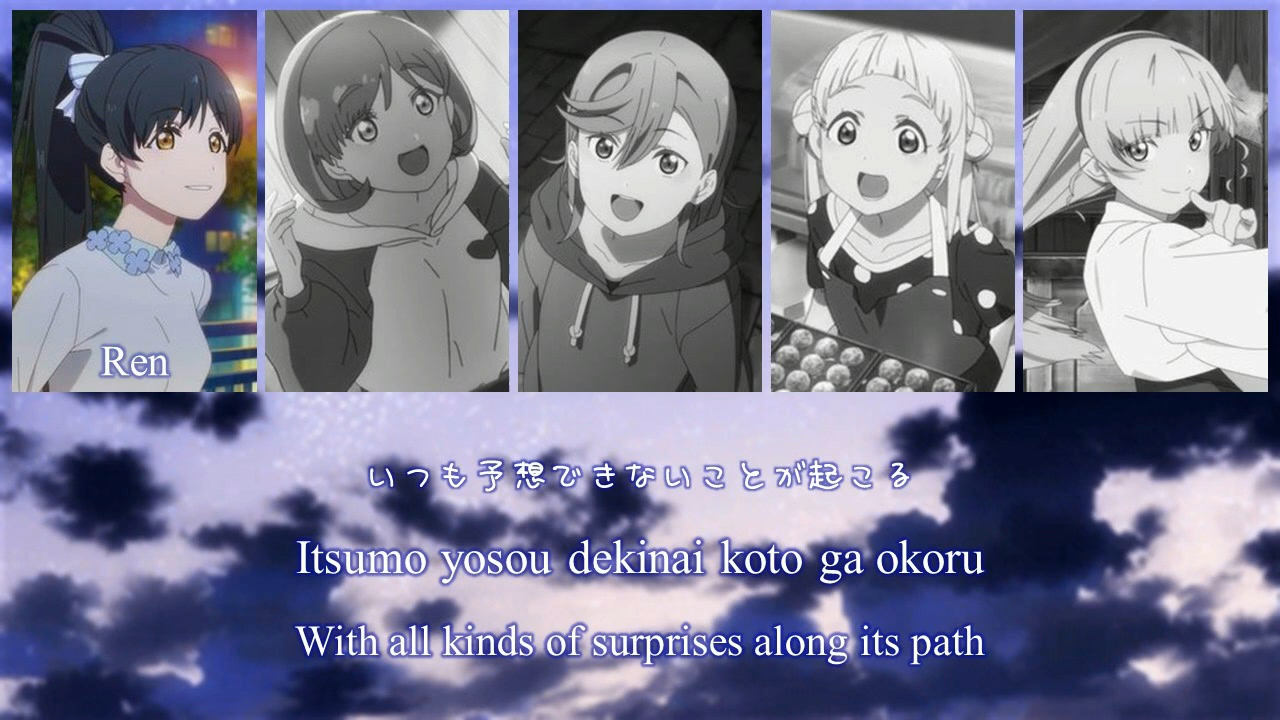 Ren
いつも予想できないことが起こる
Itsumo yosou dekinai koto ga okoru
With all kinds of surprises along its path